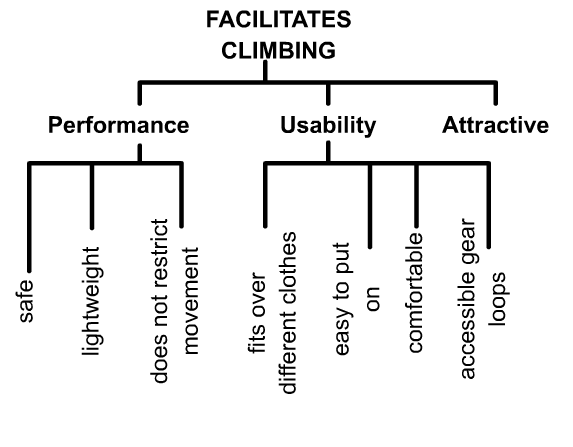 FACILITATES
CLIMBING
Performance
Usability
Attractive
safe
lightweight
does not restrict
movement
fits over
different clothes
easy to put
on
comfortable
accessible gear
loops